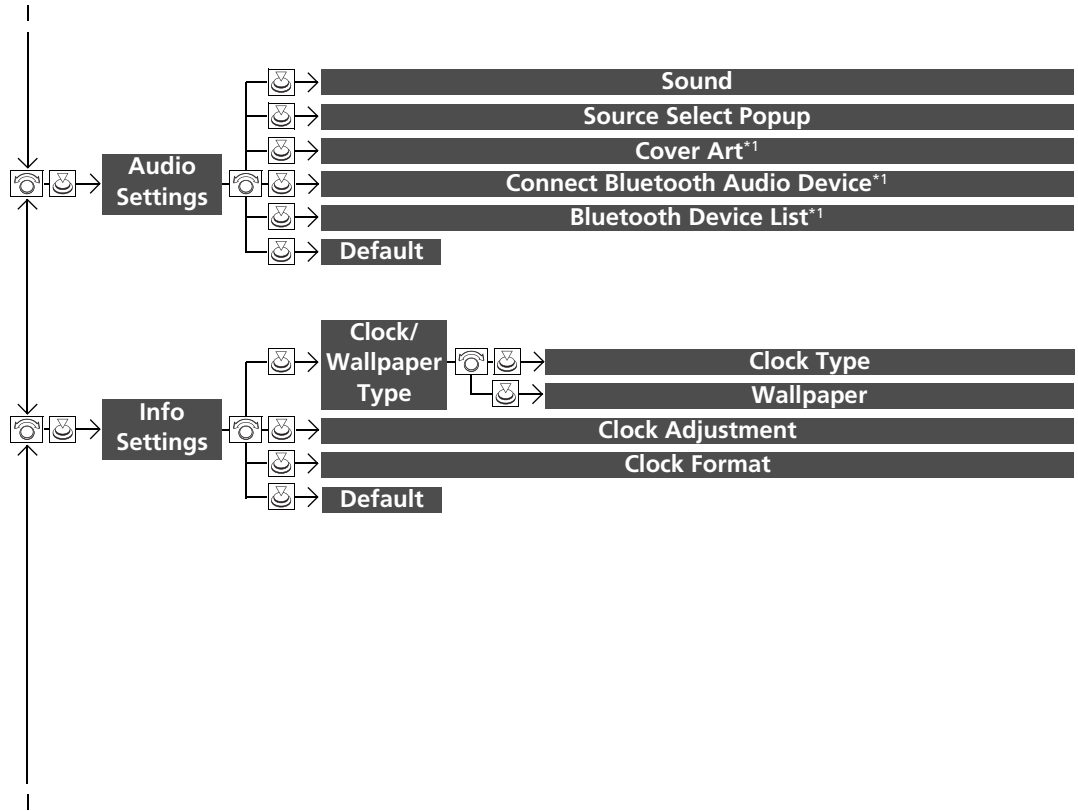 Sound
Source Select Popup
Cover Art*1
Connect Bluetooth Audio Device*1
Bluetooth Device List*1
Default
Audio
Settings
Clock/
Wallpaper
Type
Clock Type
Wallpaper
Info
Settings
Clock Adjustment
Clock Format
Default